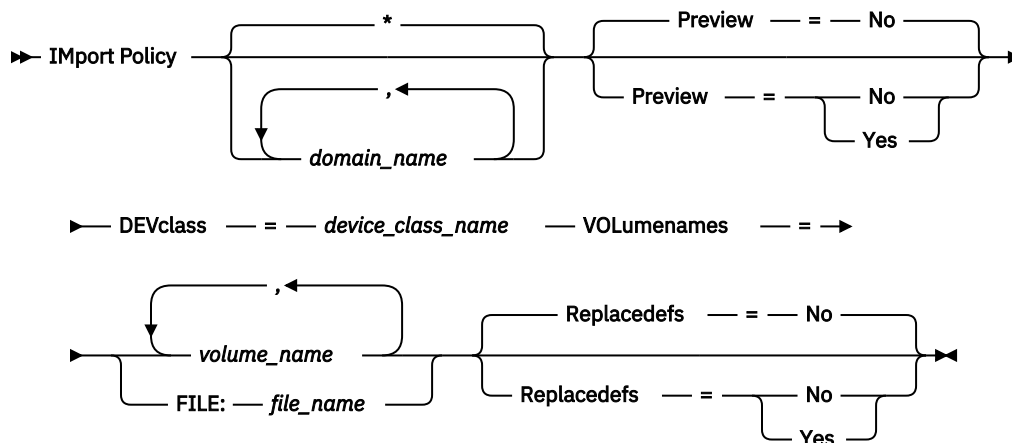 * Preview = No
IMport Policy
, Preview = No
Yes
domain_name
DEVclass = device_class_name VOLumenames =
,
Replacedefs = No
volume_name
Replacedefs = No
FILE: file_name
Yes